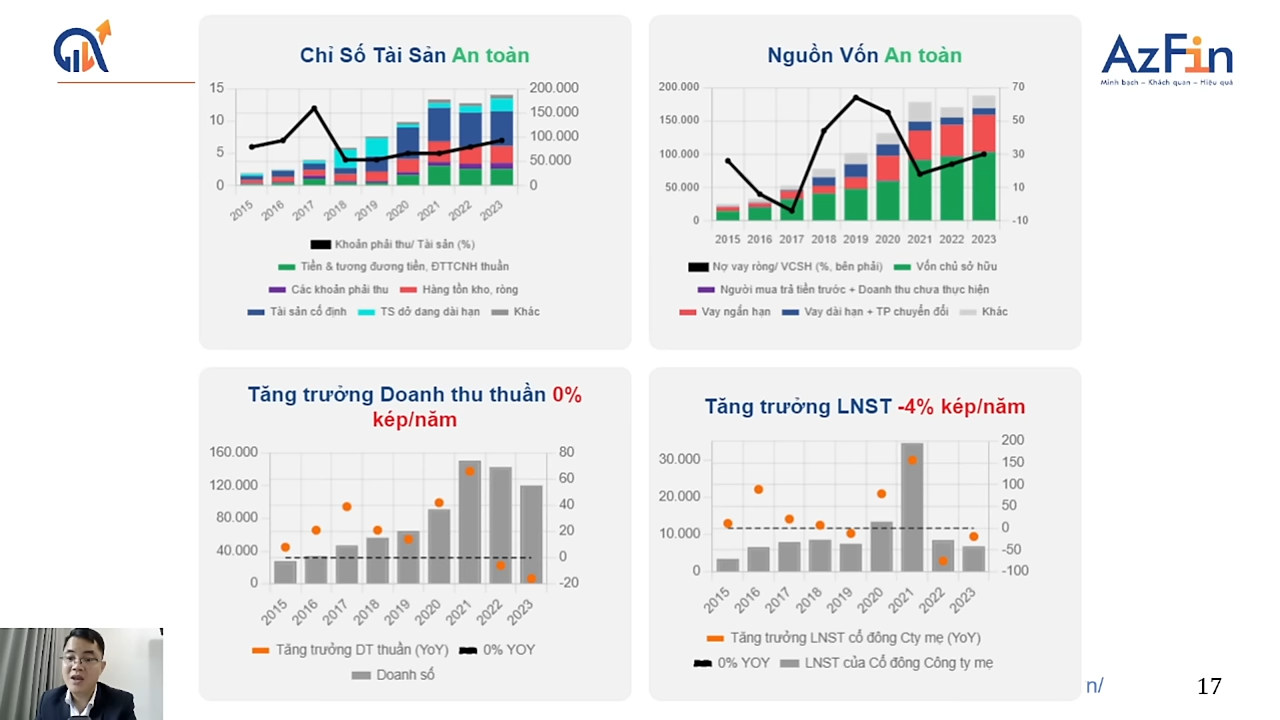 Chỉ Số Tài Sản An toàn
15
10
5
0
200.000
150.000
100.000
50.000
0
2015 2016 2017 2018 2019 2020 2021 2022 2023
Khoản phải thu/ Tài sản (%)
Tiền & tương đương tiền, ĐTTCNH thuần
Các khoản phải thu Hàng tồn kho, ròng
Tài sản cố định TS dở dang dài hạn Khác
Nguồn Vốn An toàn
200.000
150.000
100.000
50.000
0
70
50
30
10
-10
2015 2016 2017 2018 2019 2020 2021 2022 2023
Nợ vay ròng/ VCSH (%, bên phải) Vốn chủ sở hữu
Người mua trả tiền trước + Doanh thu chưa thực hiện
Vay ngắn hạn Vay dài hạn + TP chuyển đổi Khác
AzFin
Minh bạch – Khách quan – Hiệu quả
Tăng trưởng Doanh thu thuần 0%
kép/năm
160.000
120.000
80.000
40.000
0
80
60
40
20
0
-20
2015 2016 2017 2018 2019 2020 2021 2022 2023
Tăng trưởng DT thuần (YoY) 0% YOY
Doanh số
Tăng trưởng LNST -4% kép/năm
30.000
20.000
10.000
0
200
150
100
50
0
-50
-100
2015 2016 2017 2018 2019 2020 2021 2022 2023
Tăng trưởng LNST cổ đông Cty mẹ (YoY)
0% YOY LNST của Cổ đông Công ty mẹ
n/
17